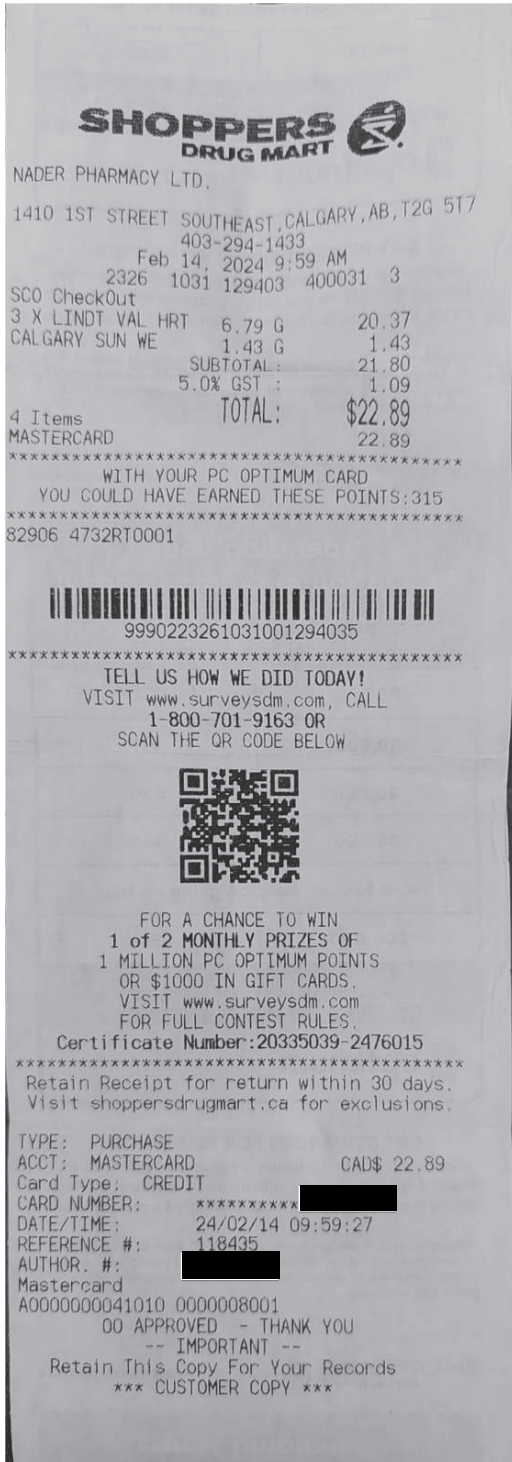 SHOPPERS
DRUG MART
NADER PHARMACY LTD.
1410 1ST STREET SOUTHEAST,CALGARY,AB,T2G 5T7
403-294-1433
Feb 14, 2024 9:59 AM
2326 1031 129403 400031 3
SCO CheckOut
3 X LINDT VAL HRT 6.79 G 20.37
CALGARY SUN WE 1.43 G 1.43
SUBTOTAL: 21.80
5.0% GST : 1.09
TOTAL: $22.89
4 Items
MASTERCARD 22.89
*******************************************
WITH YOUR PC OPTIMUM CARD
YOU COULD HAVE EARNED THESE POINTS:315
*******************************************
82906 4732RT0001
9990223261031001294035
*******************************************
TELL US HOW WE DID TODAY!
VISIT www.surveysdm.com, CALL
1-800-701-9163 OR
SCAN THE QR CODE BELOW
FOR A CHANCE TO WIN
1 of 2 MONTHLY PRIZES OF
1 MILLION PC OPTIMUM POINTS
OR $1000 IN GIFT CARDS.
VISIT www.surveysdm.com
FOR FULL CONTEST RULES.
Certificate Number:20335039-2476015
*******************************************
Retain Receipt for return within 30 days.
Visit shoppersdrugmart.ca for exclusions.
TYPE: PURCHASE
ACCT: MASTERCARD CAD$ 22.89
Card Type: CREDIT
CARD NUMBER: **********
DATE/TIME: 24/02/14 09:59:27
REFERENCE #: 118435
AUTHOR. #:
Mastercard
A0000000041010 0000008001
00 APPROVED - THANK YOU
-- IMPORTANT --
Retain This Copy For Your Records
*** CUSTOMER COPY ***